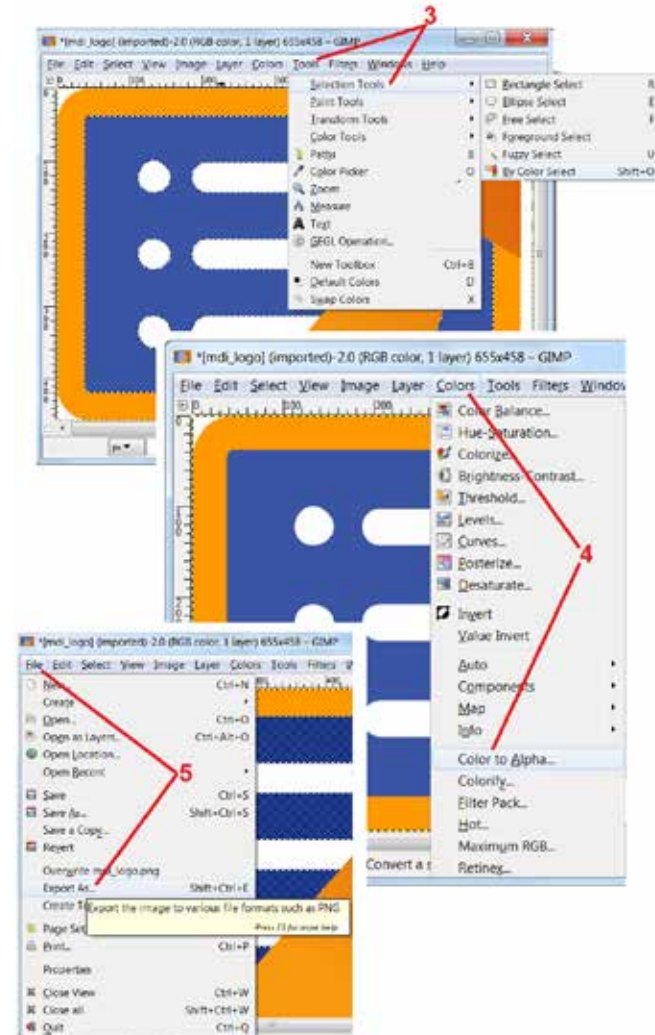 3
*[mdi_logo] (imported)-2.0 (RGB color, 1 layer) 655x458 – GIMP
File Edit Select View Image Layer Colors Tools Filters Windows Help
Selection Tools
Paint Tools
Transform Tools
Color Tools
Paths B
Color Picker O
Zoom
Measure
Text
GEGL Operation...
New Toolbox Ctrl+B
Default Colors D
Swap Colors X
Rectangle Select R
Ellipse Select E
Free Select F
Foreground Select
Fuzzy Select U
By Color Select Shift+O
px
*[mdi_logo] (imported)-2.0 (RGB color, 1 layer) 655x458 – GIMP
File Edit Select View Image Layer Colors Tools Filters Window
0 100 200
Color Balance...
Hue-Saturation...
Colorize...
Brightness-Contrast...
Threshold...
Levels...
Curves...
Posterize...
Desaturate...
Invert
Value Invert
Auto
Components
Map
Info
Color to Alpha...
Colorify...
Filter Pack...
Hot...
Maximum RGB...
Retinex...
4
Convert a s
*[mdi_logo] (imported)-2.0 (RGB color, 1 layer) 655x458 – GIMP
File Edit Select View Image Layer Colors Tools Filters
New... Ctrl+N
Create
Open... Ctrl+O
Open as Layers... Ctrl+Alt+O
Open Location...
Open Recent
5
Save Ctrl+S
Save As... Shift+Ctrl+S
Save a Copy...
Revert
Overwrite mdi_logo.png
Export As... Shift+Ctrl+E
Create T
Export the image to various file formats such as PNG
Press F1 for more help
Page Set
Print... Ctrl+P
Properties
Close View Ctrl+W
Close all Shift+Ctrl+W
Quit Ctrl+Q